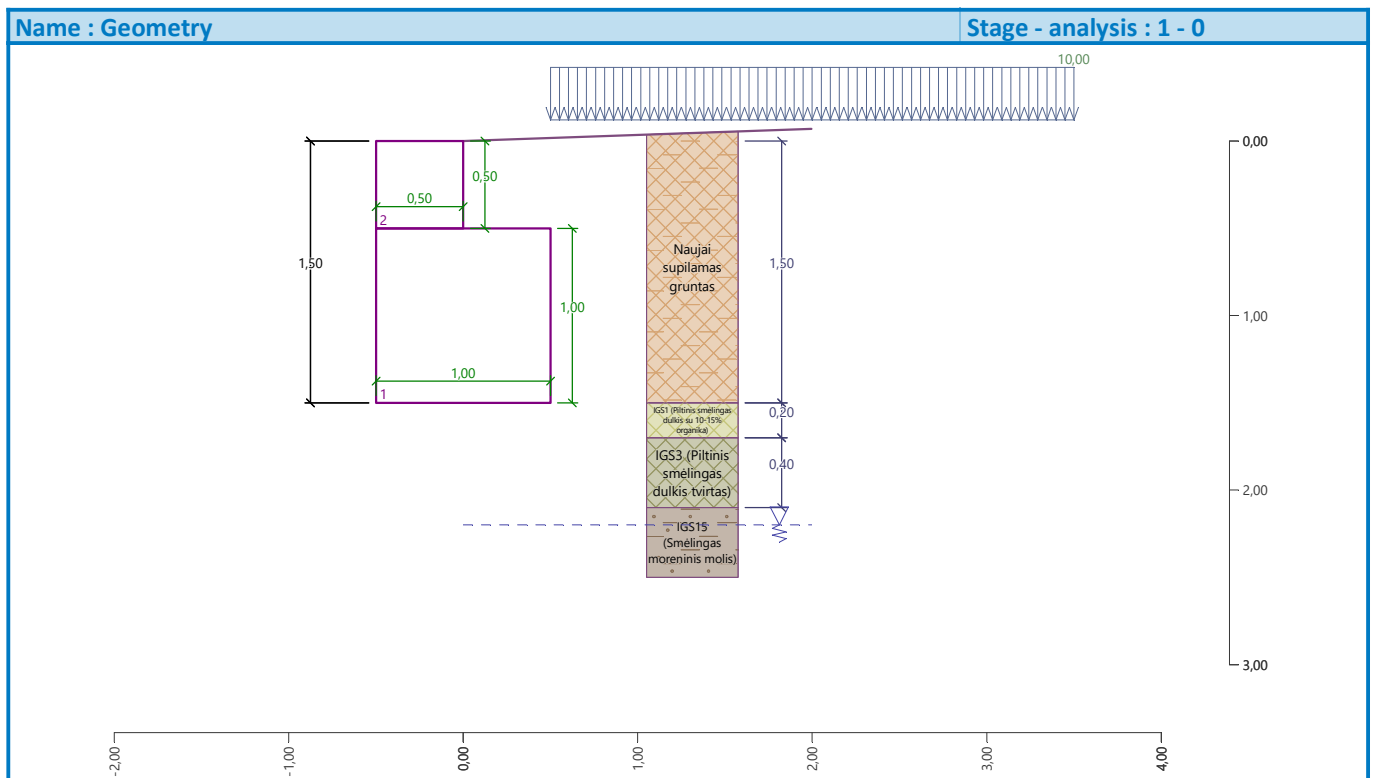 Name : Geometry
Stage - analysis : 1 - 0
10,00
0,00
0,50
0,50
2
1,50
Naujai
supilamas
gruntas
1,50
1,00
1,00
1,00
1
IGS1 (Piltinis smėlingas
dulkis su 10-15%
organika)
0,20
IGS3 (Piltinis
smėlingas
dulkis tvirtas)
0,40
2,00
IGS15
(Smėlingas
moreninis molis)
3,00
-2,00
-1,00
0,00
1,00
2,00
3,00
4,00